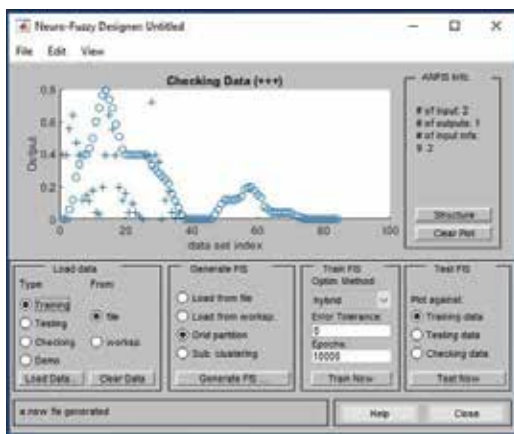 Neuro-Fuzzy Designer: Untitled
File Edit View
Checking Data (+++)
0.8
0.6
0.4
0.2
0
Output
0 20 40 60 80 100
data set index
ANFIS Info.
# of input: 2
# of outputs: 1
# of input mfs:
9 2
Structure
Clear Plot
Load data
Type: From:
Training
Testing
Checking
Demo
file
worksp.
Load Data... Clear Data
Generate FIS
Load from file
Load from worksp.
Grid partition
Sub. clustering
Generate FIS ...
Train FIS
Optim. Method:
hybrid
Error Tolerance:
0
Epochs:
10000
Train Now
Test FIS
Plot against:
Training data
Testing data
Checking data
Test Now
a new fis generated
Help Close